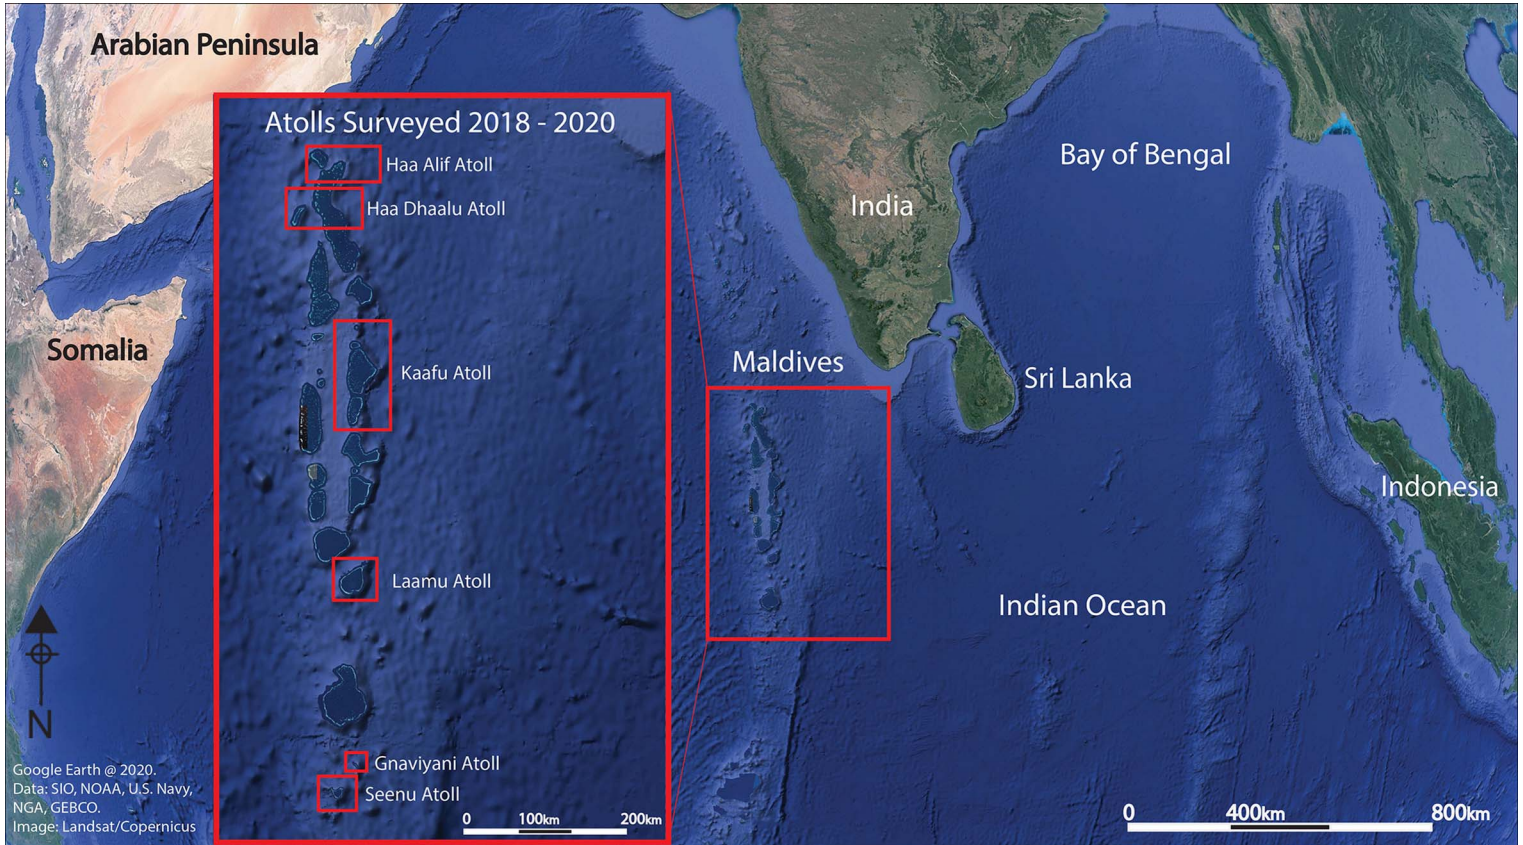 Arabian Peninsula
Atolls Surveyed 2018 - 2020
Haa Alif Atoll
Haa Dhaalu Atoll
Kaafu Atoll
Laamu Atoll
Gnaviyani Atoll
Seenu Atoll
0 100km 200km
Somalia
N
Google Earth @ 2020.
Data: SIO, NOAA, U.S. Navy,
NGA, GEBCO.
Image: Landsat/Copernicus
Bay of Bengal
India
Maldives
Sri Lanka
Indonesia
Indian Ocean
0 400km 800km